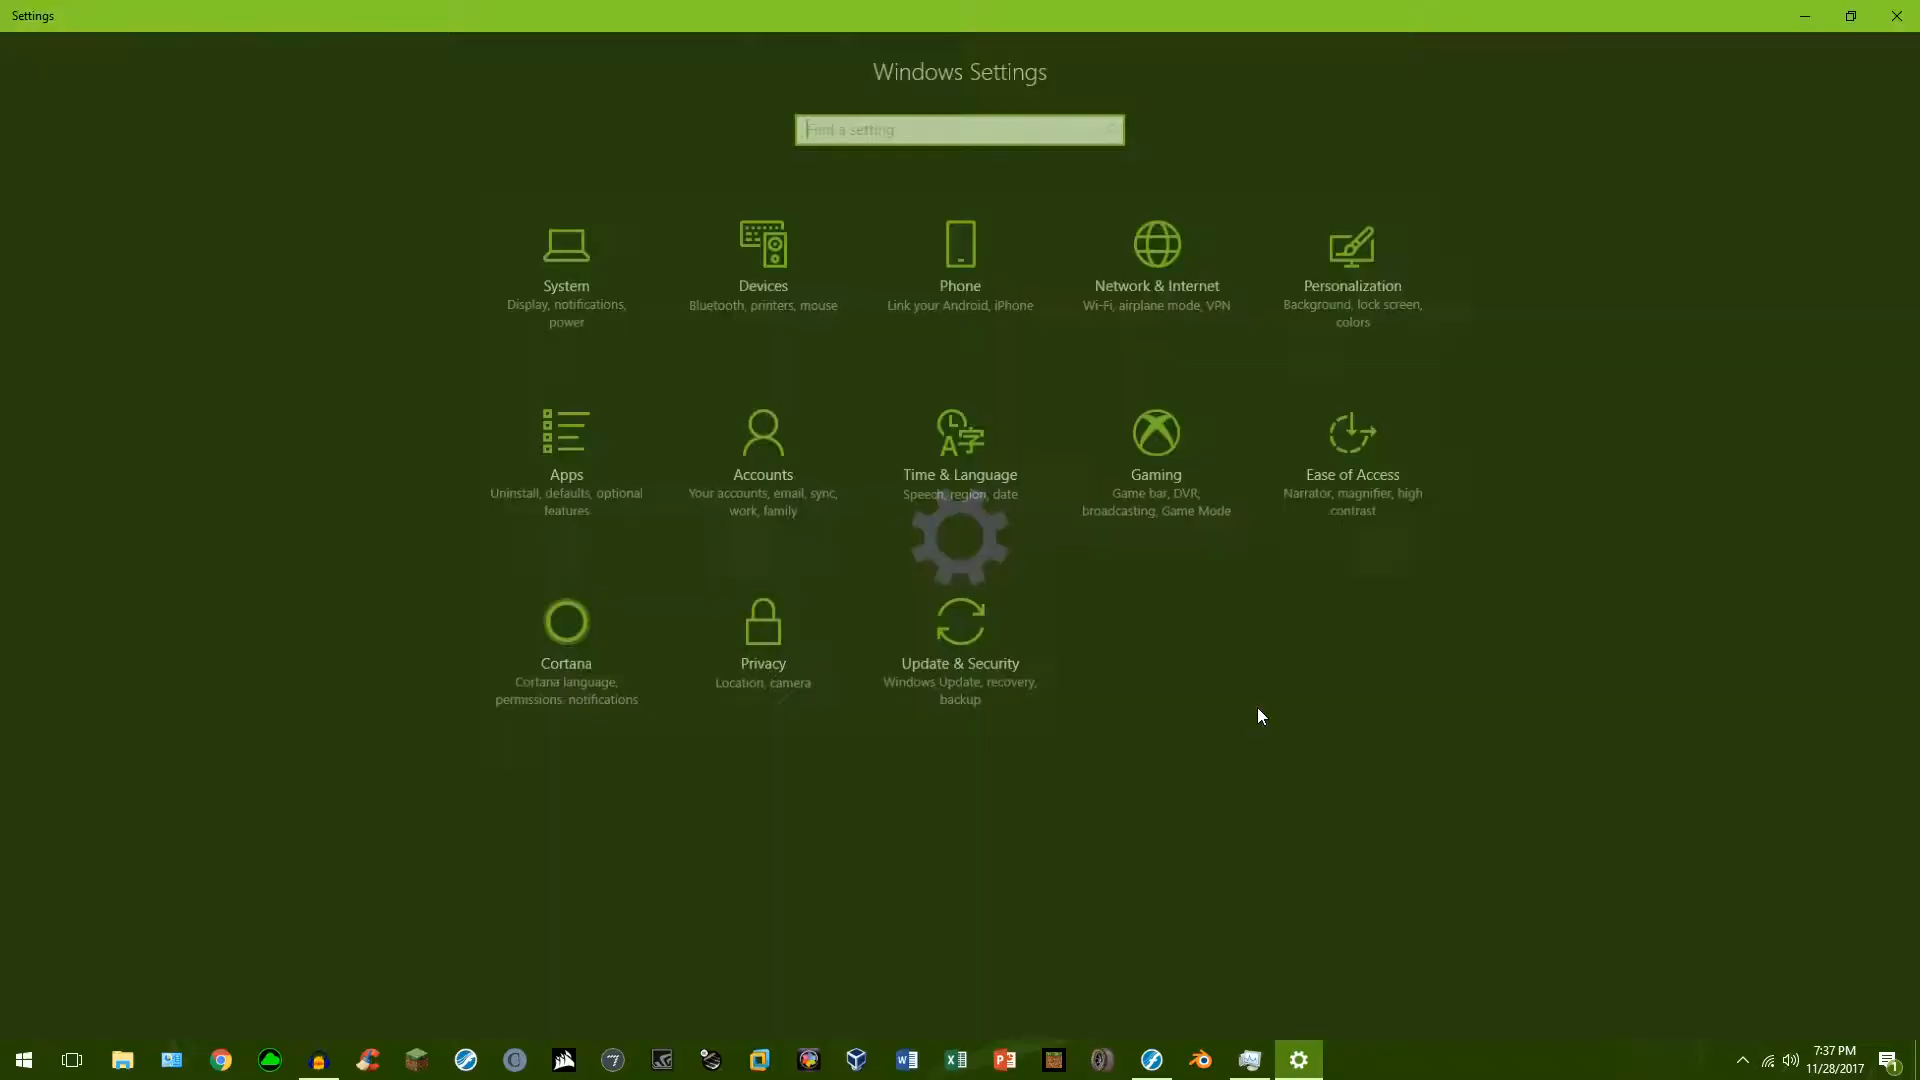 Settings
Windows Settings
Find a setting
System
Display, notifications,
power
Devices
Bluetooth, printers, mouse
Phone
Link your Android, iPhone
Network & Internet
Wi-Fi, airplane mode, VPN
Personalization
Background, lock screen,
colors
Apps
Uninstall, defaults, optional
features
Accounts
Your accounts, email, sync,
work, family
Time & Language
Speech, region, date
Gaming
Game bar, DVR,
broadcasting, Game Mode
Ease of Access
Narrator, magnifier, high
contrast
Cortana
Cortana language,
permissions, notifications
Privacy
Location, camera
Update & Security
Windows Update, recovery,
backup
7:37 PM
11/28/2017
1